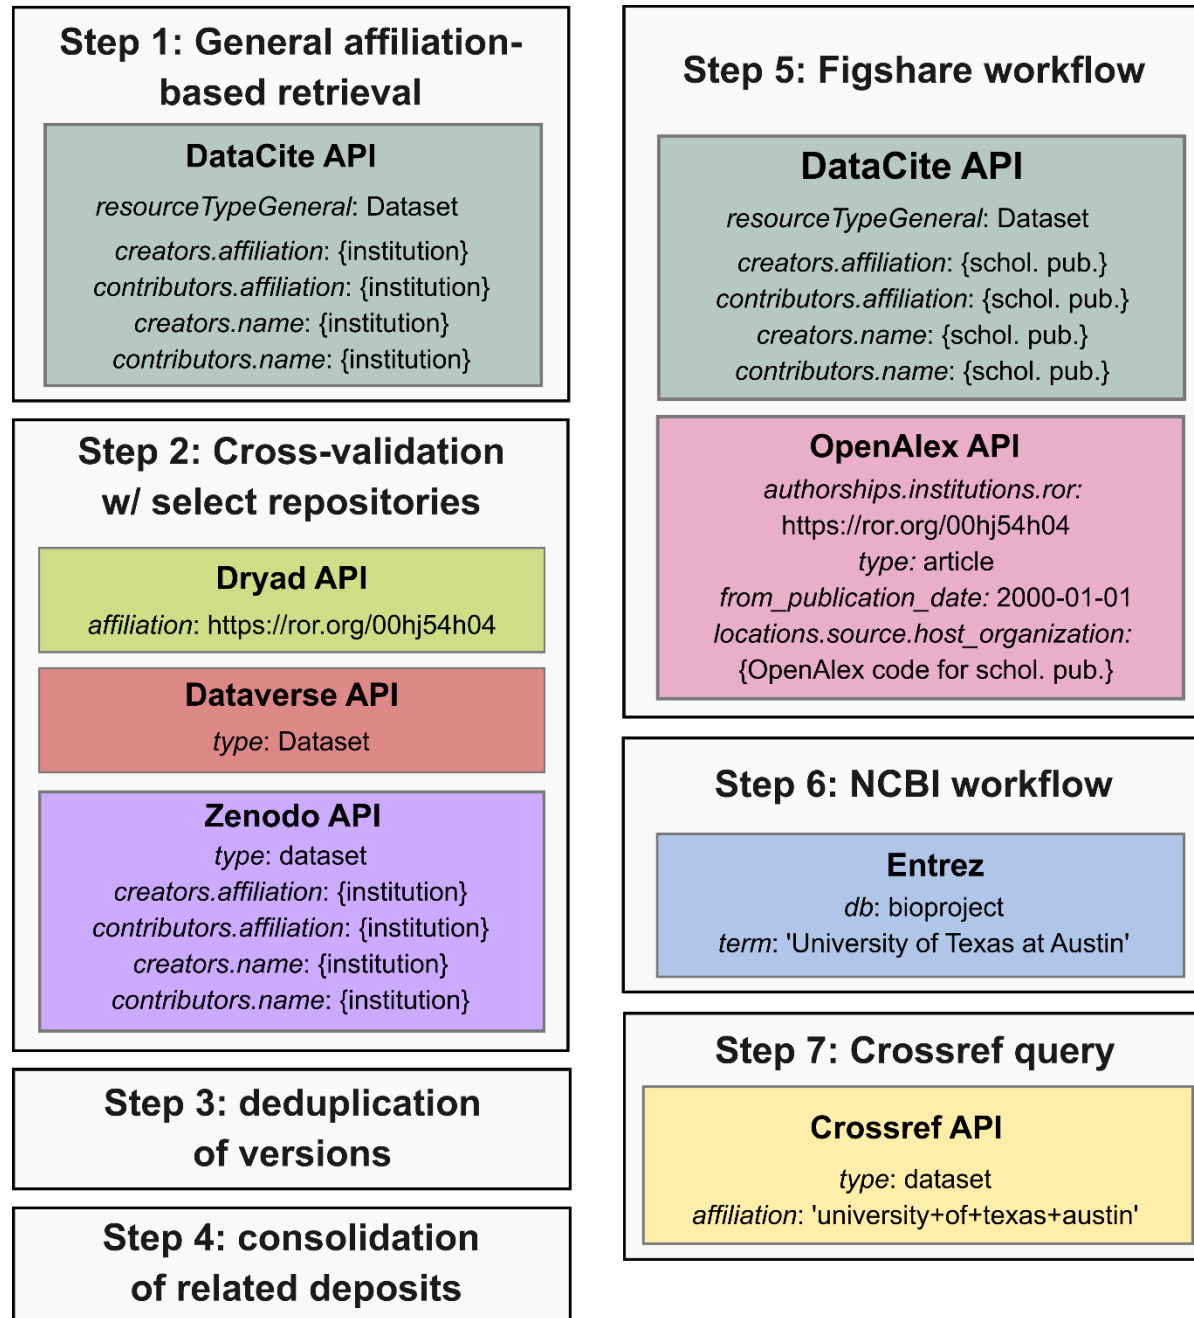 Step 1: General affiliation-
based retrieval
DataCite API
resourceTypeGeneral: Dataset
creators.affiliation: {institution}
contributors.affiliation: {institution}
creators.name: {institution}
contributors.name: {institution}
Step 2: Cross-validation
w/ select repositories
Dryad API
affiliation: https://ror.org/00hj54h04
Dataverse API
type: Dataset
Zenodo API
type: dataset
creators.affiliation: {institution}
contributors.affiliation: {institution}
creators.name: {institution}
contributors.name: {institution}
Step 3: deduplication
of versions
Step 4: consolidation
of related deposits
Step 5: Figshare workflow
DataCite API
resourceTypeGeneral: Dataset
creators.affiliation: {schol. pub.}
contributors.affiliation: {schol. pub.}
creators.name: {schol. pub.}
contributors.name: {schol. pub.}
OpenAlex API
authorships.institutions.ror:
https://ror.org/00hj54h04
type: article
from_publication_date: 2000-01-01
locations.source.host_organization:
{OpenAlex code for schol. pub.}
Step 6: NCBI workflow
Entrez
db: bioproject
term: 'University of Texas at Austin'
Step 7: Crossref query
Crossref API
type: dataset
affiliation: 'university+of+texas+austin'